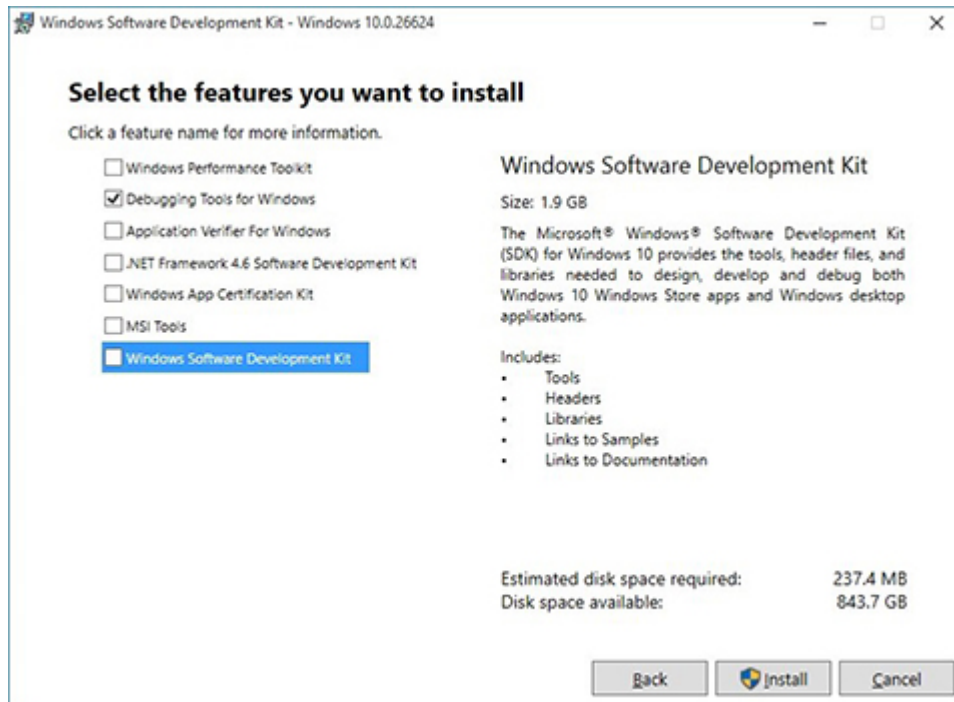 Windows Software Development Kit - Windows 10.0.26624
Select the features you want to install
Click a feature name for more information.
Windows Performance Toolkit
Debugging Tools for Windows
Application Verifier For Windows
.NET Framework 4.6 Software Development Kit
Windows App Certification Kit
MSI Tools
Windows Software Development Kit
Windows Software Development Kit
Size: 1.9 GB
The Microsoft® Windows® Software Development Kit
(SDK) for Windows 10 provides the tools, header files, and
libraries needed to design, develop and debug both
Windows 10 Windows Store apps and Windows desktop
applications.
Includes:
• Tools
• Headers
• Libraries
• Links to Samples
• Links to Documentation
Estimated disk space required: 237.4 MB
Disk space available: 843.7 GB
Back
Install
Cancel